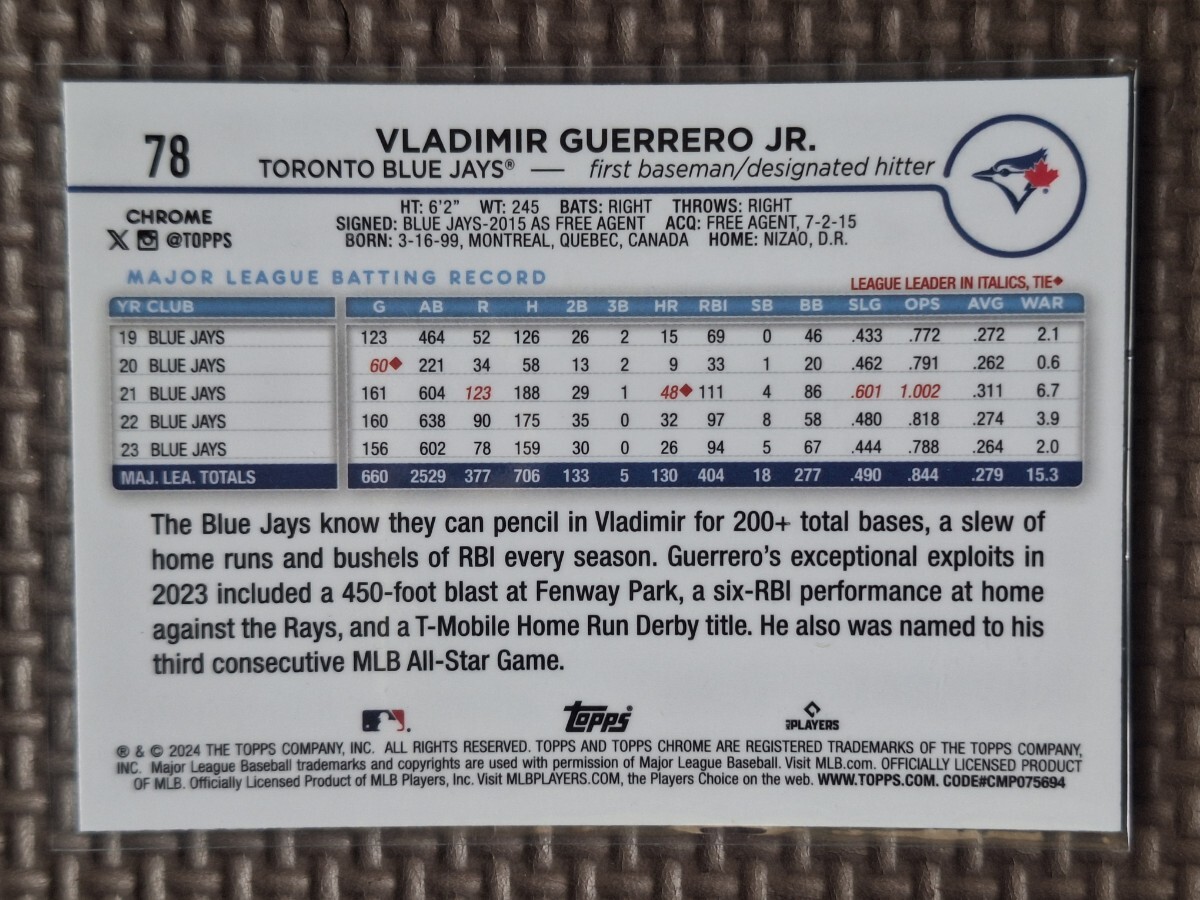 78
VLADIMIR GUERRERO JR.
TORONTO BLUE JAYS® — first baseman/designated hitter
CHROME
@TOPPS
HT: 6'2" WT: 245 BATS: RIGHT THROWS: RIGHT
SIGNED: BLUE JAYS-2015 AS FREE AGENT ACQ: FREE AGENT, 7-2-15
BORN: 3-16-99, MONTREAL, QUEBEC, CANADA HOME: NIZAO, D.R.
MAJOR LEAGUE BATTING RECORD
LEAGUE LEADER IN ITALICS, TIE◆
YR CLUB G AB R H 2B 3B HR RBI SB BB SLG OPS AVG WAR
19 BLUE JAYS 123 464 52 126 26 2 15 69 0 46 .433 .772 .272 2.1
20 BLUE JAYS 60◆ 221 34 58 13 2 9 33 1 20 .462 .791 .262 0.6
21 BLUE JAYS 161 604 123 188 29 1 48◆ 111 4 86 .601 1.002 .311 6.7
22 BLUE JAYS 160 638 90 175 35 0 32 97 8 58 .480 .818 .274 3.9
23 BLUE JAYS 156 602 78 159 30 0 26 94 5 67 .444 .788 .264 2.0
MAJ. LEA. TOTALS 660 2529 377 706 133 5 130 404 18 277 .490 .844 .279 15.3
The Blue Jays know they can pencil in Vladimir for 200+ total bases, a slew of
home runs and bushels of RBI every season. Guerrero's exceptional exploits in
2023 included a 450-foot blast at Fenway Park, a six-RBI performance at home
against the Rays, and a T-Mobile Home Run Derby title. He also was named to his
third consecutive MLB All-Star Game.
Topps
PLAYERS
® & © 2024 THE TOPPS COMPANY, INC. ALL RIGHTS RESERVED. TOPPS AND TOPPS CHROME ARE REGISTERED TRADEMARKS OF THE TOPPS COMPANY,
INC. Major League Baseball trademarks and copyrights are used with permission of Major League Baseball. Visit MLB.com. OFFICIALLY LICENSED PRODUCT
OF MLB. Officially Licensed Product of MLB Players, Inc. Visit MLBPLAYERS.COM, the Players Choice on the web. WWW.TOPPS.COM. CODE#CMP075694